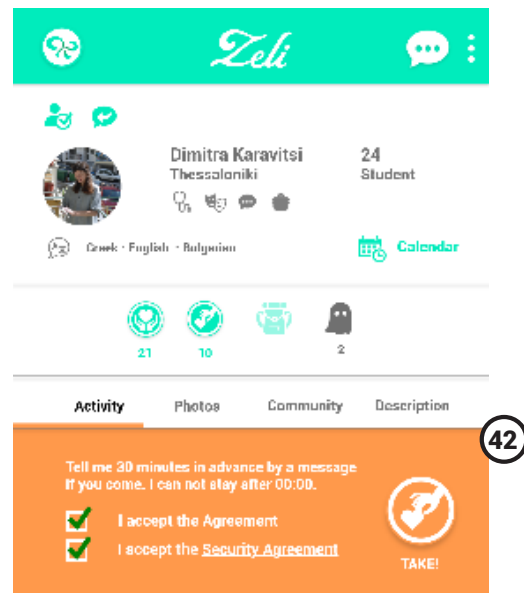 Zeli
Dimitra Karavitsi 24
Thessaloniki Student
Greek · English · Bulgarian Calendar
21 10 2
Activity Photos Community Description
42
Tell me 30 minutes in advance by a message
If you come. I can not stay after 00:00.
I accept the Agreement
I accept the Security Agreement
TAKE!